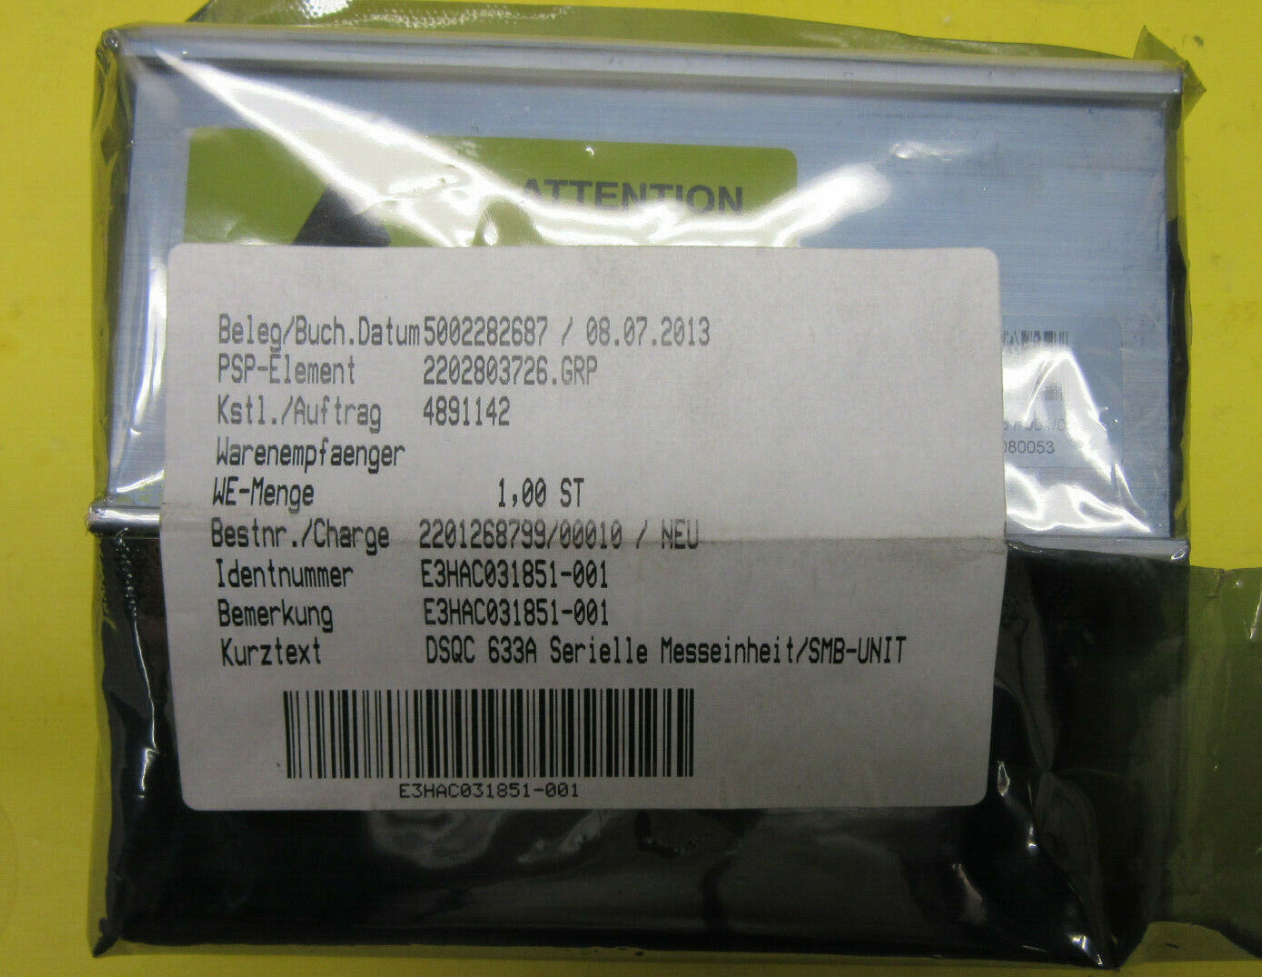 ATTENTION
Beleg/Buch.Datum 5002282687 / 08.07.2013
PSP-Element 2202803726.GRP
Kstl./Auftrag 4891142
Warenempfaenger
WE-Menge 1,00 ST
Bestnr./Charge 2201268799/00010 / NEU
Identnummer E3HAC031851-001
Bemerkung E3HAC031851-001
Kurztext DSQC 633A Serielle Messeinheit/SMB-UNIT
E3HAC031851-001
080053